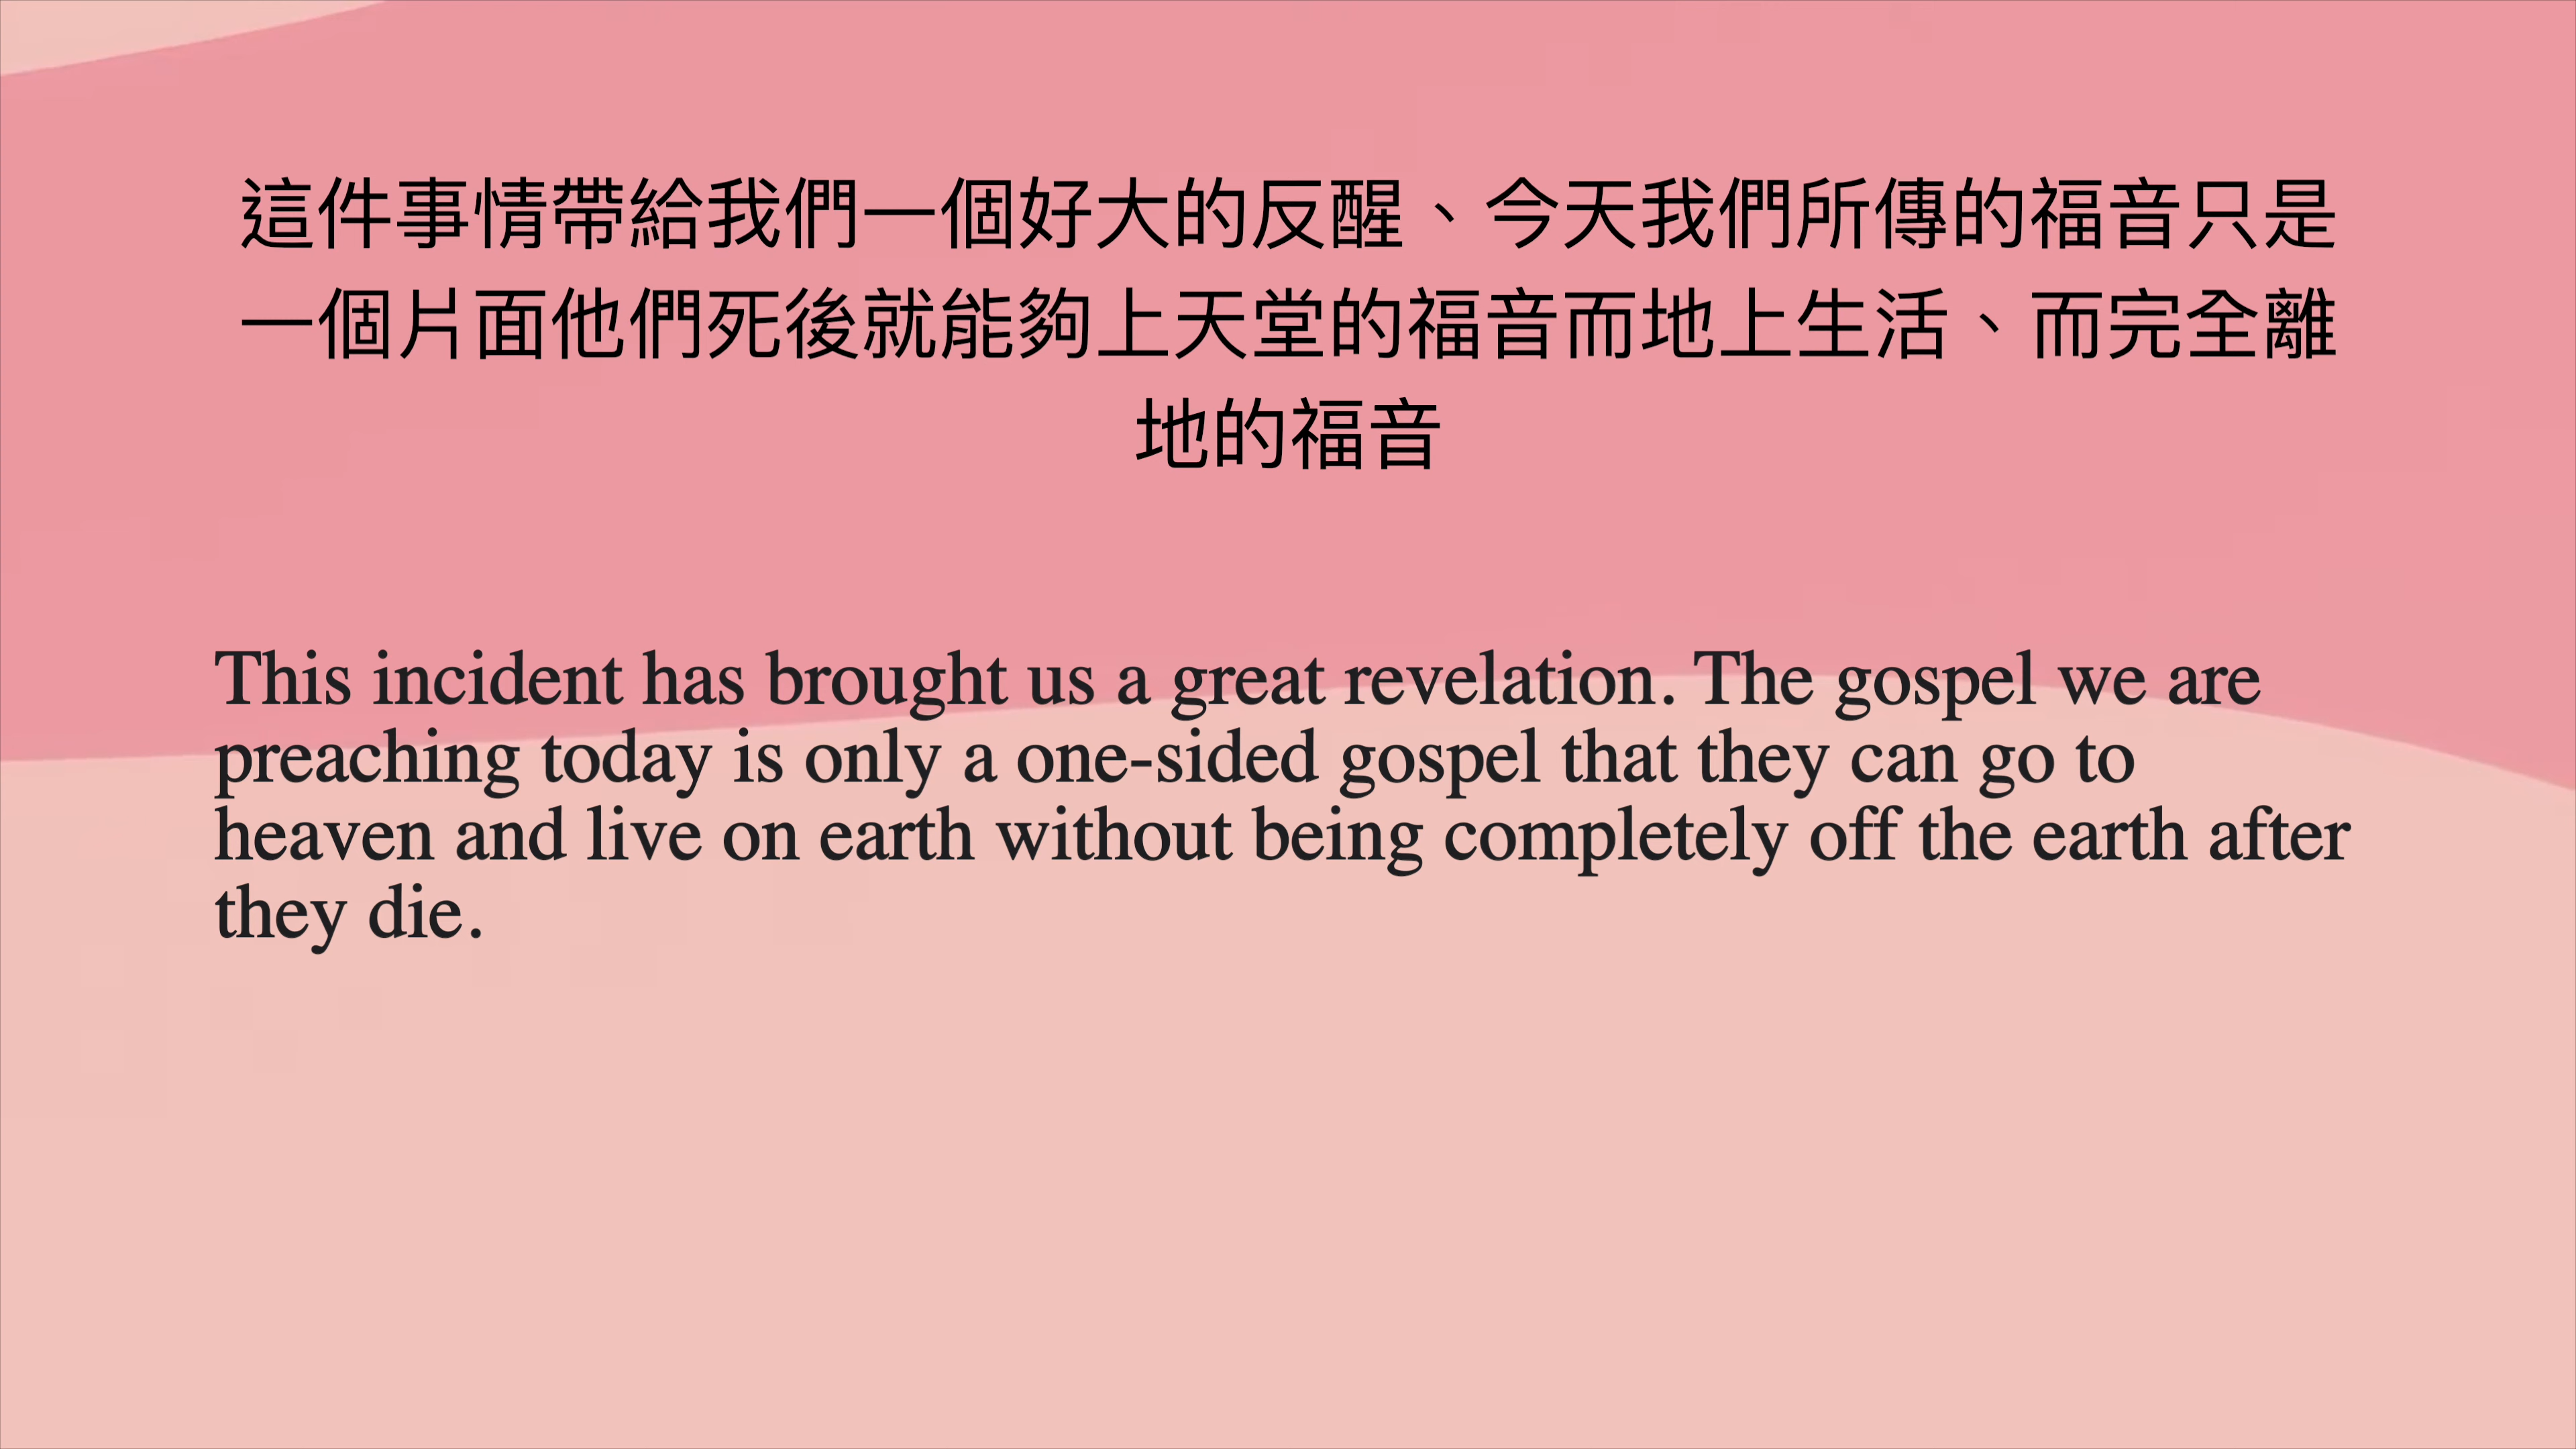 這件事情帶給我們一個好大的反醒、今天我們所傳的福音只是
一個片面他們死後就能夠上天堂的福音而地上生活、而完全離
地的福音
This incident has brought us a great revelation. The gospel we are
preaching today is only a one-sided gospel that they can go to
heaven and live on earth without being completely off the earth after
they die.